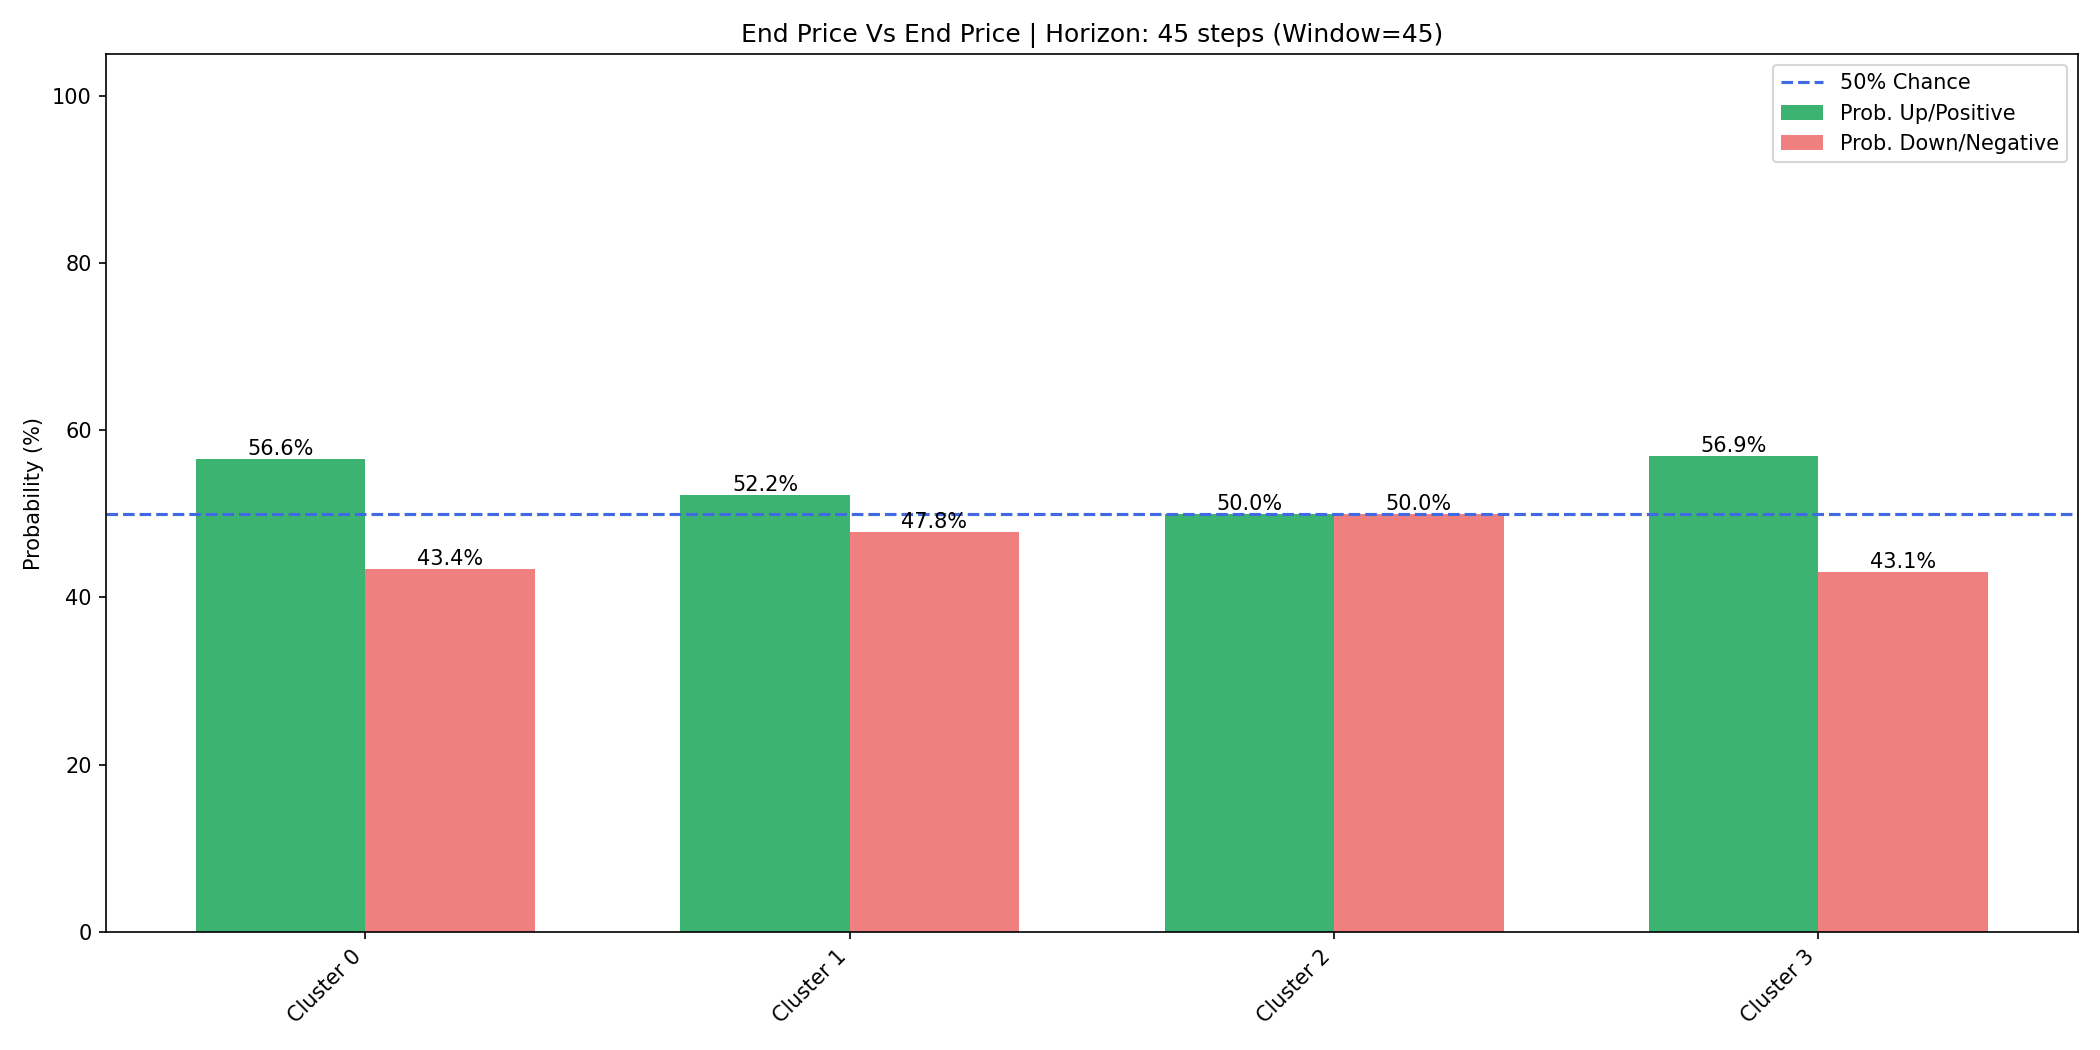 End Price Vs End Price | Horizon: 45 steps (Window=45)
50% Chance
Prob. Up/Positive
Prob. Down/Negative
Probability (%)
100
80
60
40
20
0
56.6%
43.4%
52.2%
47.8%
50.0%
50.0%
56.9%
43.1%
Cluster 0
Cluster 1
Cluster 2
Cluster 3